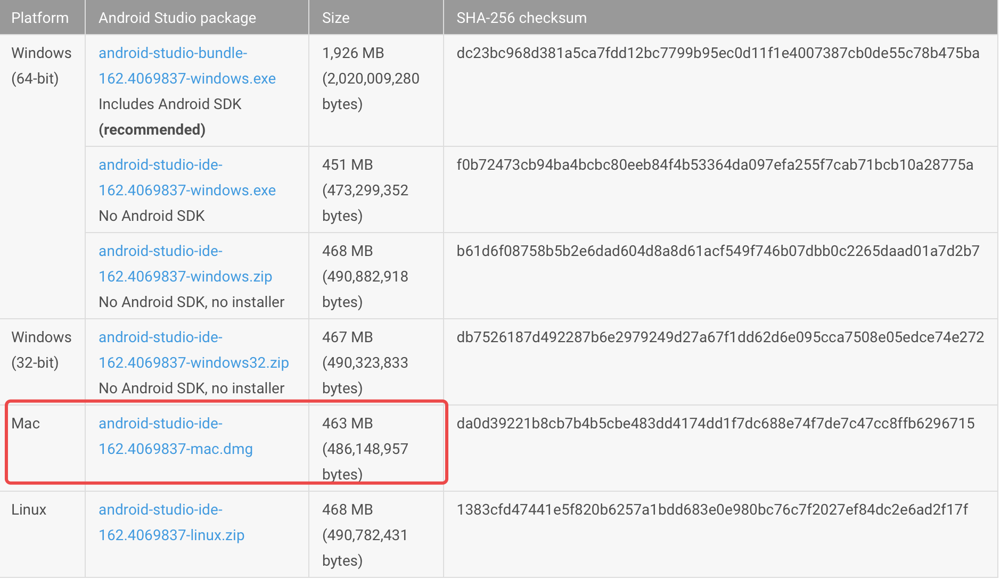 Platform
Android Studio package
Size
SHA-256 checksum
Windows
(64-bit)
android-studio-bundle-
162.4069837-windows.exe
Includes Android SDK
(recommended)
1,926 MB
(2,020,009,280
bytes)
dc23bc968d381a5ca7fdd12bc7799b95ec0d11f1e4007387cb0de55c78b475ba
android-studio-ide-
162.4069837-windows.exe
No Android SDK
451 MB
(473,299,352
bytes)
f0b72473cb94ba4bcbc80eeb84f4b53364da097efa255f7cab71bcb10a28775a
android-studio-ide-
162.4069837-windows.zip
No Android SDK, no installer
468 MB
(490,882,918
bytes)
b61d6f08758b5b2e6dad604d8a8d61acf549f746b07dbb0c2265daad01a7d2b7
Windows
(32-bit)
android-studio-ide-
162.4069837-windows32.zip
No Android SDK, no installer
467 MB
(490,323,833
bytes)
db7526187d492287b6e2979249d27a67f1dd62d6e095cca7508e05edce74e272
Mac
android-studio-ide-
162.4069837-mac.dmg
463 MB
(486,148,957
bytes)
da0d39221b8cb7b4b5cbe483dd4174dd1f7dc688e74f7de7c47cc8ffb6296715
Linux
android-studio-ide-
162.4069837-linux.zip
468 MB
(490,782,431
bytes)
1383cfd47441e5f820b6257a1bdd683e0e980bc76c7f2027ef84dc2e6ad2f17f